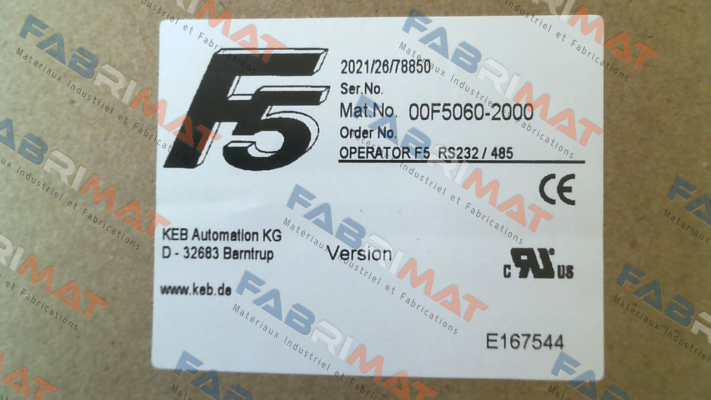 F5
2021/26/78850
Ser.No.
Mat.No. 00F5060-2000
Order No.
OPERATOR F5 RS232 / 485
CE
KEB Automation KG
D - 32683 Barntrup
Version
www.keb.de
C UR US
E167544
FABRIMAT
Matériaux Industriel et Fabrications